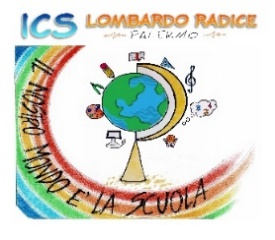 ICS LOMBARDO RADICE
PALERMO
IL NOSTRO MONDO E' LA SCUOLA